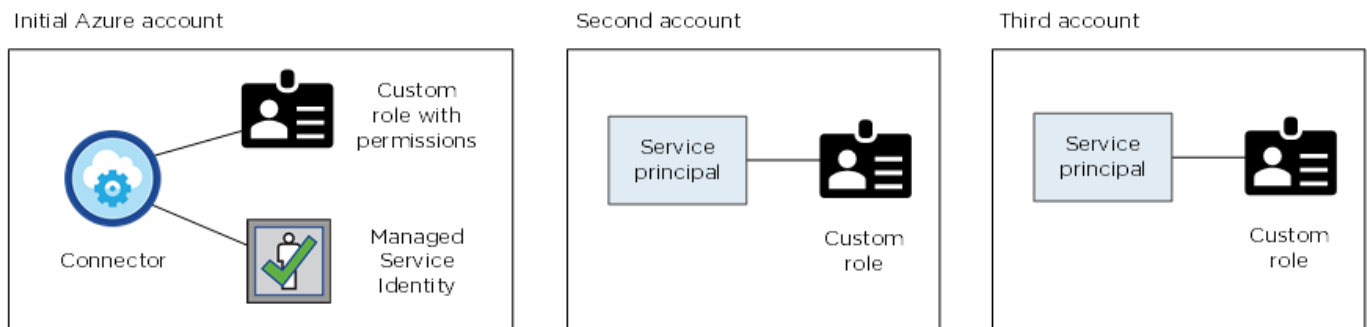 Initial Azure account
Custom
role with
permissions
Connector
Managed
Service
Identity
Second account
Service
principal
Custom
role
Third account
Service
principal
Custom
role